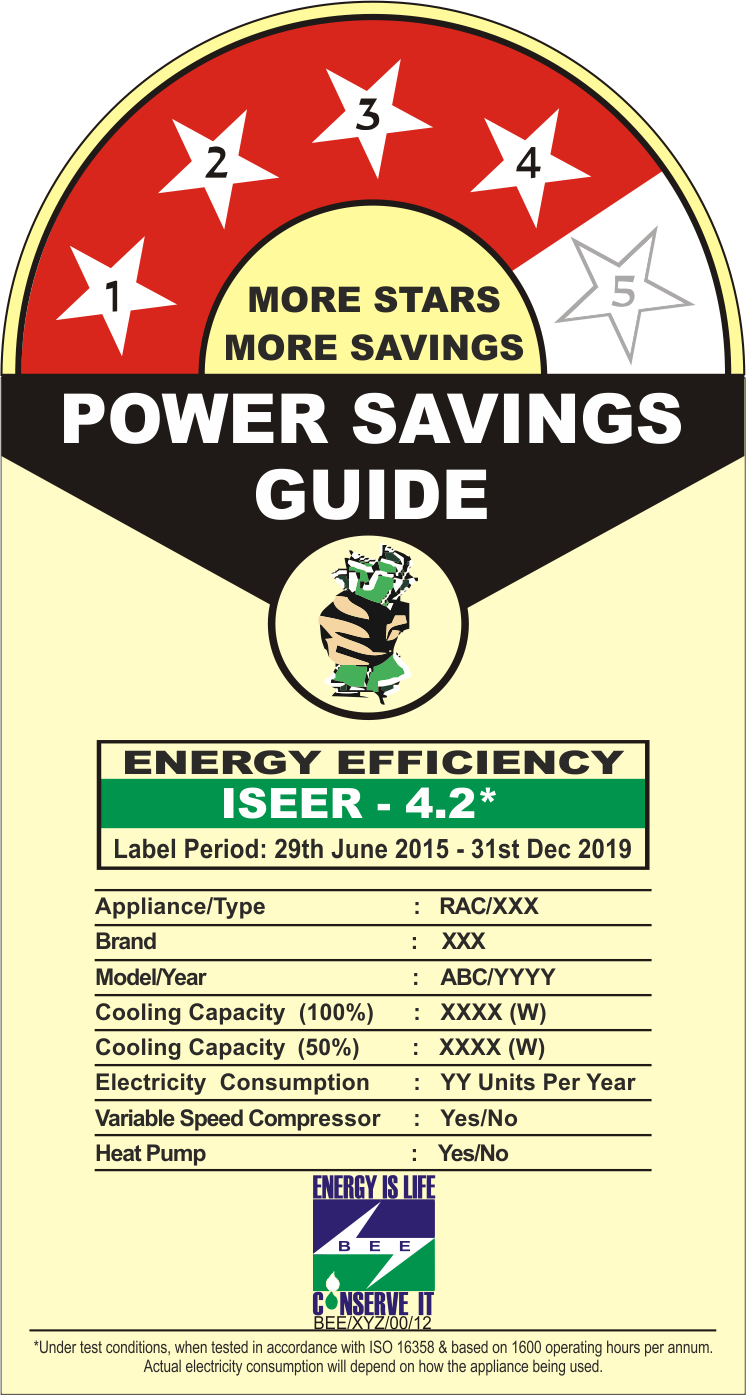 1
2
3
4
5
MORE STARS
MORE SAVINGS
POWER SAVINGS
GUIDE
ENERGY EFFICIENCY
ISEER - 4.2*
Label Period: 29th June 2015 - 31st Dec 2019
Appliance/Type : RAC/XXX
Brand : XXX
Model/Year : ABC/YYYY
Cooling Capacity (100%) : XXXX (W)
Cooling Capacity (50%) : XXXX (W)
Electricity Consumption : YY Units Per Year
Variable Speed Compressor : Yes/No
Heat Pump : Yes/No
ENERGY IS LIFE
BEE
CONSERVE IT
BEE/XYZ/00/12
*Under test conditions, when tested in accordance with ISO 16358 & based on 1600 operating hours per annum.
Actual electricity consumption will depend on how the appliance being used.